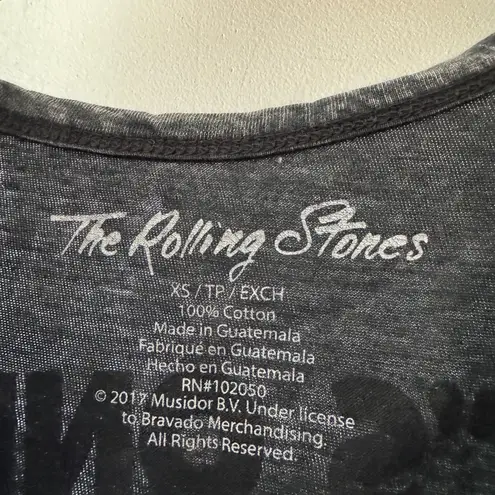 The Rolling Stones
XS / TP / EXCH
100% Cotton
Made in Guatemala
Fabriqué en Guatemala
Hecho en Guatemala
RN#102050
© 2017 Musidor B.V. Under license
to Bravado Merchandising.
All Rights Reserved.